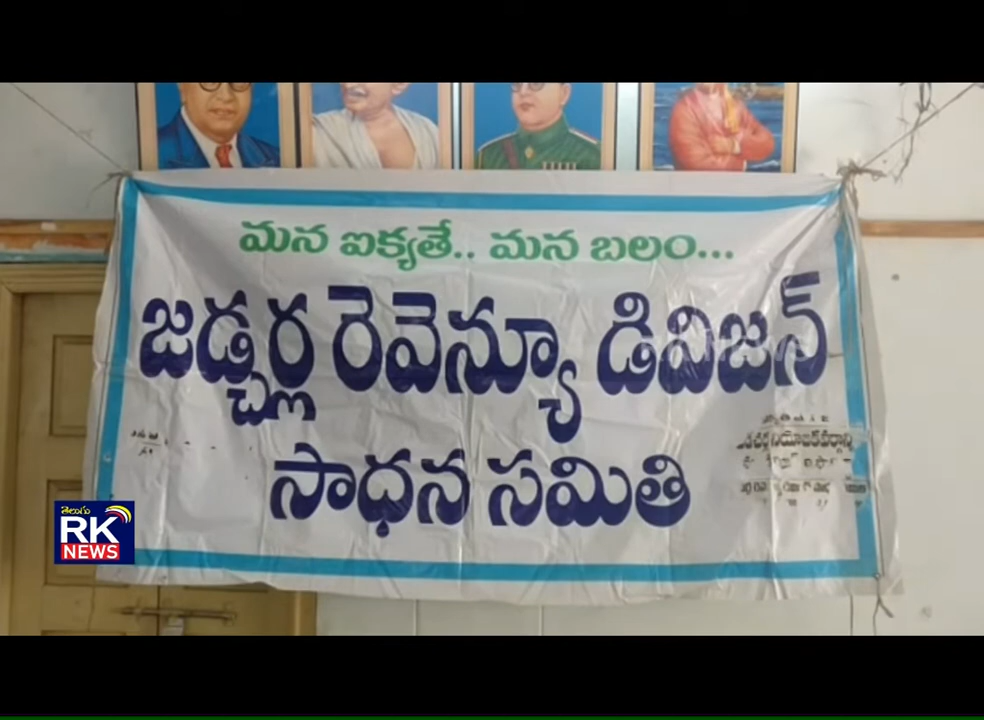 మన ఐక్యతే.. మన బలం...
జడ్చర్ల రెవెన్యూ డివిజన్
సాధన సమితి
తెలుగు
RK
NEWS